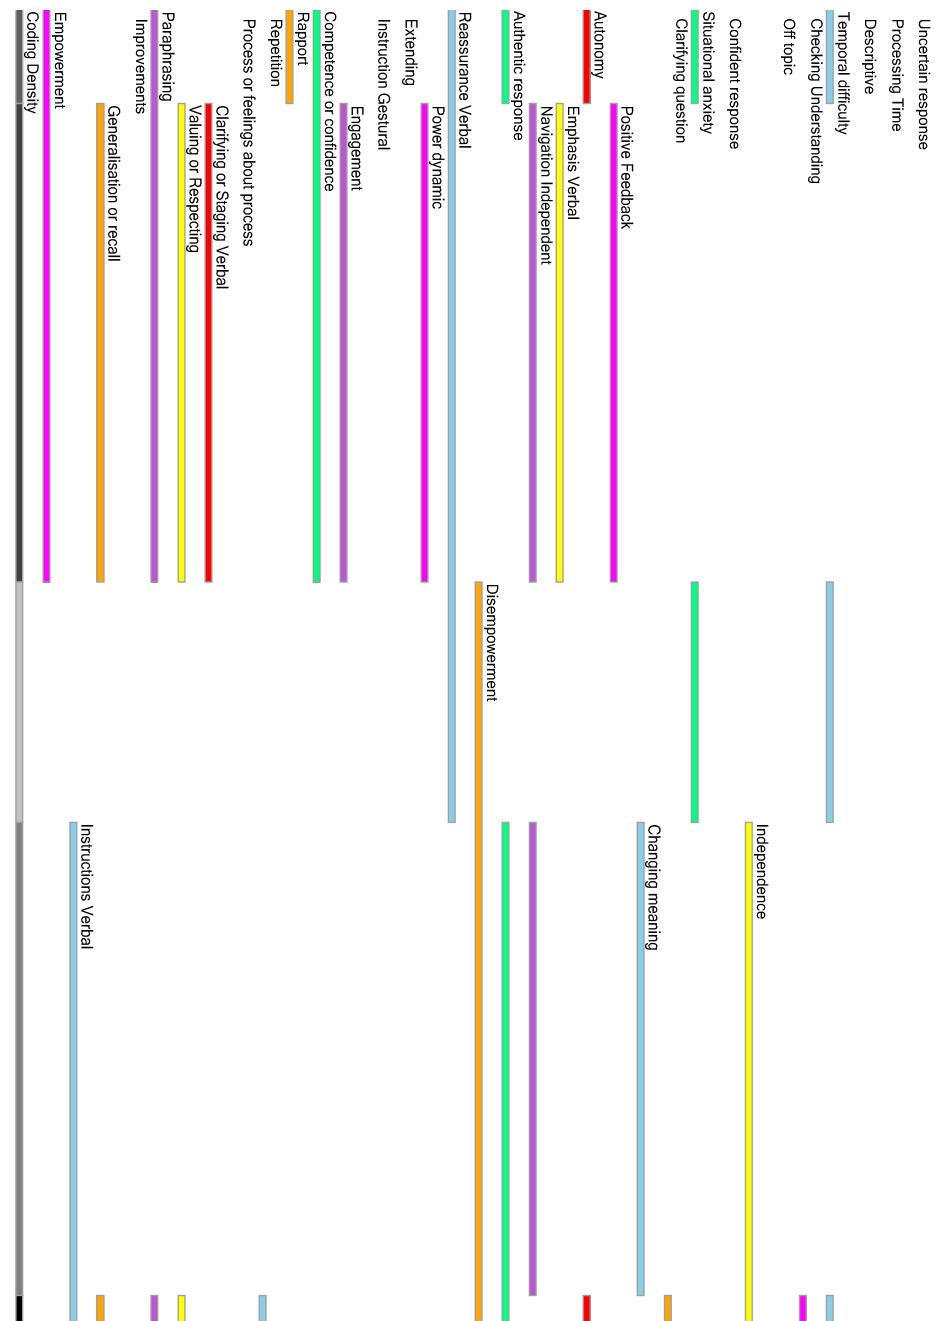 Uncertain response
Processing Time
Descriptive
Temporal difficulty
Checking Understanding
Off topic
Independence
Confident response
Situational anxiety
Clarifying question
Changing meaning
Positive Feedback
Autonomy
Emphasis Verbal
Navigation Independent
Authentic response
Disempowerment
Reassurance Verbal
Power dynamic
Extending
Instruction Gestural
Engagement
Competence or confidence
Rapport
Repetition
Process or feelings about process
Clarifying or Staging Verbal
Valuing or Respecting
Paraphrasing
Improvements
Generalisation or recall
Instructions Verbal
Empowerment
Coding Density